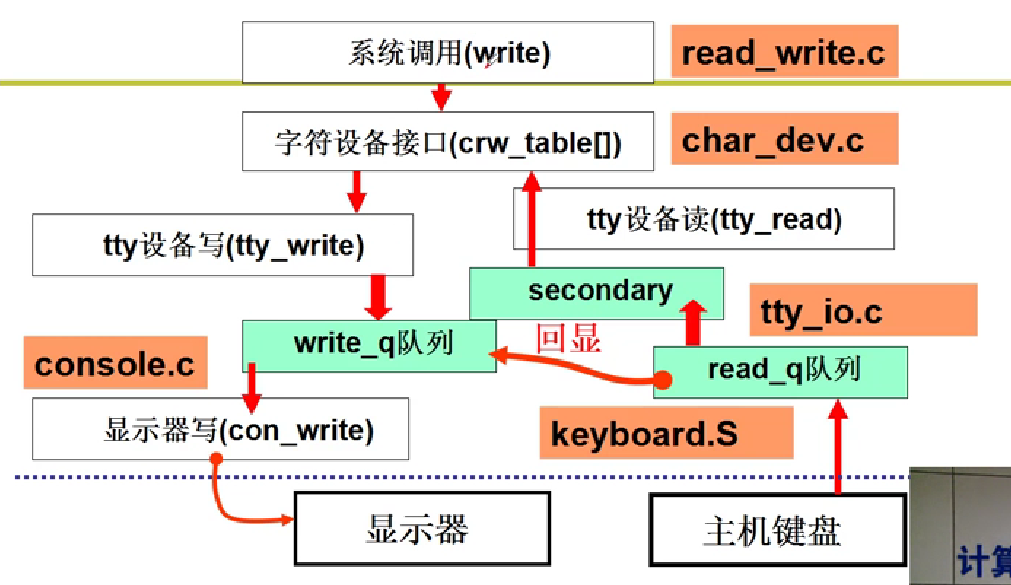 系统调用(write)
read_write.c
字符设备接口(crw_table[])
char_dev.c
tty设备写(tty_write)
tty设备读(tty_read)
secondary
tty_io.c
write_q队列
回显
console.c
read_q队列
显示器写(con_write)
keyboard.S
显示器
主机键盘
计算